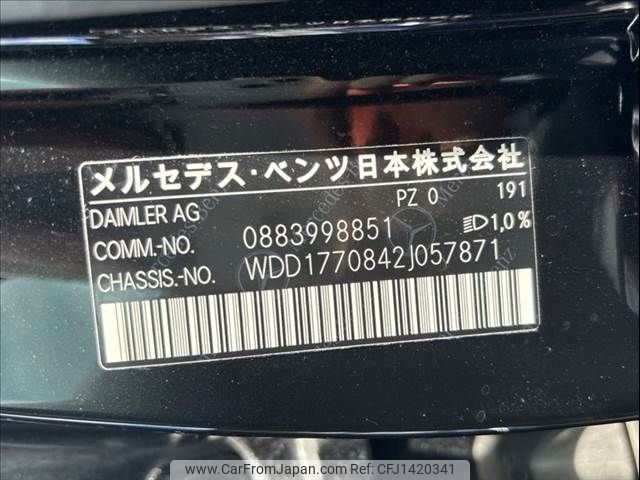 メルセデス・ベンツ日本株式会社
DAIMLER AG PZ 0 191
COMM.-NO. 0883998851 1,0%
CHASSIS.-NO. WDD1770842J057871
www.CarFromJapan.com - CFJ1420341